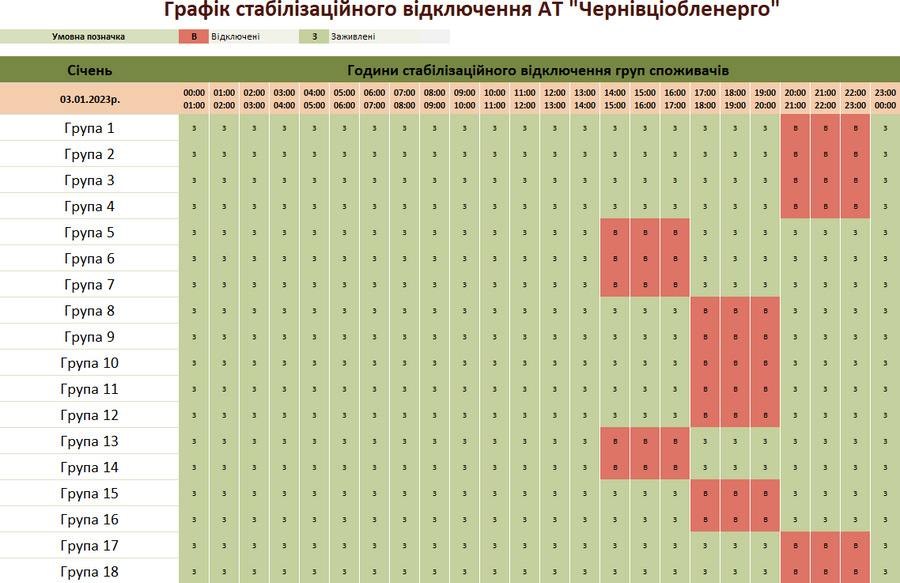 Графік стабілізаційного відключення АТ "Чернівціобленерго"
Умовна позначка В Відключені З Заживлені
Січень Години стабілізаційного відключення груп споживачів
03.01.2023р. 00:00 01:00 02:00 03:00 04:00 05:00 06:00 07:00 08:00 09:00 10:00 11:00 12:00 13:00 14:00 15:00 16:00 17:00 18:00 19:00 20:00 21:00 22:00 23:00
01:00 02:00 03:00 04:00 05:00 06:00 07:00 08:00 09:00 10:00 11:00 12:00 13:00 14:00 15:00 16:00 17:00 18:00 19:00 20:00 21:00 22:00 23:00 00:00
Група 1 З З З З З З З З З З З З З З З З З З З З В В В З
Група 2 З З З З З З З З З З З З З З З З З З З З В В В З
Група 3 З З З З З З З З З З З З З З З З З З З З В В В З
Група 4 З З З З З З З З З З З З З З З З З З З З В В В З
Група 5 З З З З З З З З З З З З З З В В В З З З З З З З
Група 6 З З З З З З З З З З З З З З В В В З З З З З З З
Група 7 З З З З З З З З З З З З З З В В В З З З З З З З
Група 8 З З З З З З З З З З З З З З З З З В В В З З З З
Група 9 З З З З З З З З З З З З З З З З З В В В З З З З
Група 10 З З З З З З З З З З З З З З З З З В В В З З З З
Група 11 З З З З З З З З З З З З З З З З З В В В З З З З
Група 12 З З З З З З З З З З З З З З З З З В В В З З З З
Група 13 З З З З З З З З З З З З З З В В В З З З З З З З
Група 14 З З З З З З З З З З З З З З В В В З З З З З З З
Група 15 З З З З З З З З З З З З З З З З З В В В З З З З
Група 16 З З З З З З З З З З З З З З З З З В В В З З З З
Група 17 З З З З З З З З З З З З З З З З З З З З В В В З
Група 18 З З З З З З З З З З З З З З З З З З З З В В В З